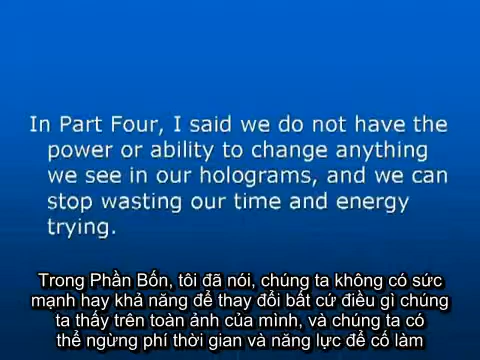 In Part Four, I said we do not have the
power or ability to change anything
we see in our holograms, and we can
stop wasting our time and energy
trying.
Trong Phần Bốn, tôi đã nói, chúng ta không có sức
mạnh hay khả năng để thay đổi bất cứ điều gì chúng
ta thấy trên toàn ảnh của mình, và chúng ta có
thể ngừng phí thời gian và năng lực để cố làm